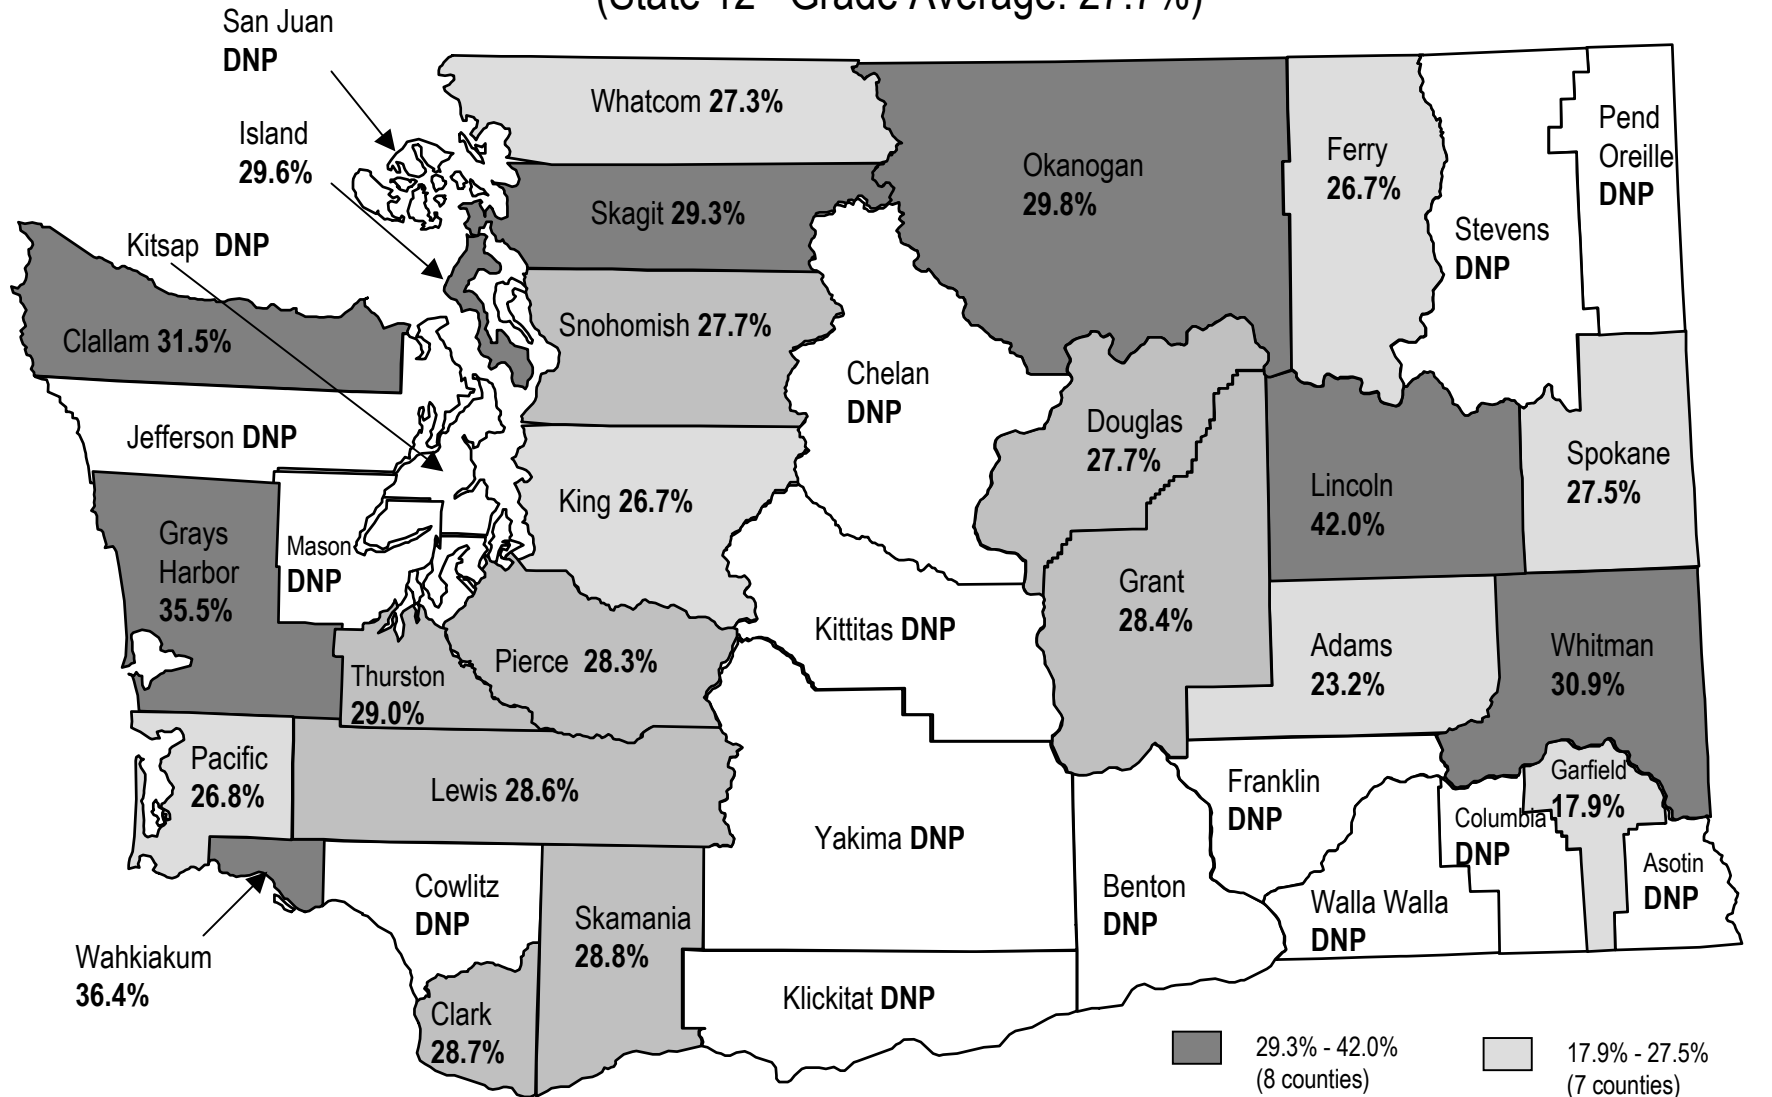 (State 12 Grade Average: 27.7%)
San Juan
DNP
Whatcom 27.3%
Island
29.6%
Okanogan
29.8%
Ferry
26.7%
Pend
Oreille
DNP
Skagit 29.3%
Stevens
DNP
Kitsap DNP
Clallam 31.5%
Snohomish 27.7%
Chelan
DNP
Jefferson DNP
Douglas
27.7%
Spokane
27.5%
King 26.7%
Lincoln
42.0%
Grays
Harbor
35.5%
Mason
DNP
Grant
28.4%
Kittitas DNP
Adams
23.2%
Whitman
30.9%
Pierce 28.3%
Thurston
29.0%
Pacific
26.8%
Lewis 28.6%
Franklin
DNP
Garfield
17.9%
Columbia
DNP
Yakima DNP
Asotin
DNP
Cowlitz
DNP
Benton
DNP
Walla Walla
DNP
Skamania
28.8%
Wahkiakum
36.4%
Klickitat DNP
Clark
28.7%
29.3% - 42.0%
(8 counties)
17.9% - 27.5%
(7 counties)